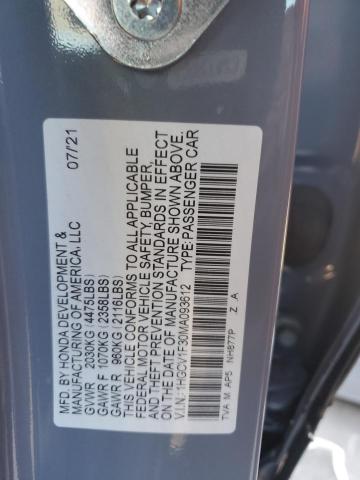 MFD. BY HONDA DEVELOPMENT &
MANUFACTURING OF AMERICA, LLC 07/21
GVWR 2030KG (4475LBS)
GAWR F 1070KG (2358LBS)
GAWR R 960KG (2116LBS)
THIS VEHICLE CONFORMS TO ALL APPLICABLE
FEDERAL MOTOR VEHICLE SAFETY, BUMPER,
AND THEFT PREVENTION STANDARDS IN EFFECT
ON THE DATE OF MANUFACTURE SHOWN ABOVE.
V.I.N.: 1HGCV1F30MA093612 TYPE: PASSENGER CAR
TVA M AP5 NH877P Z A